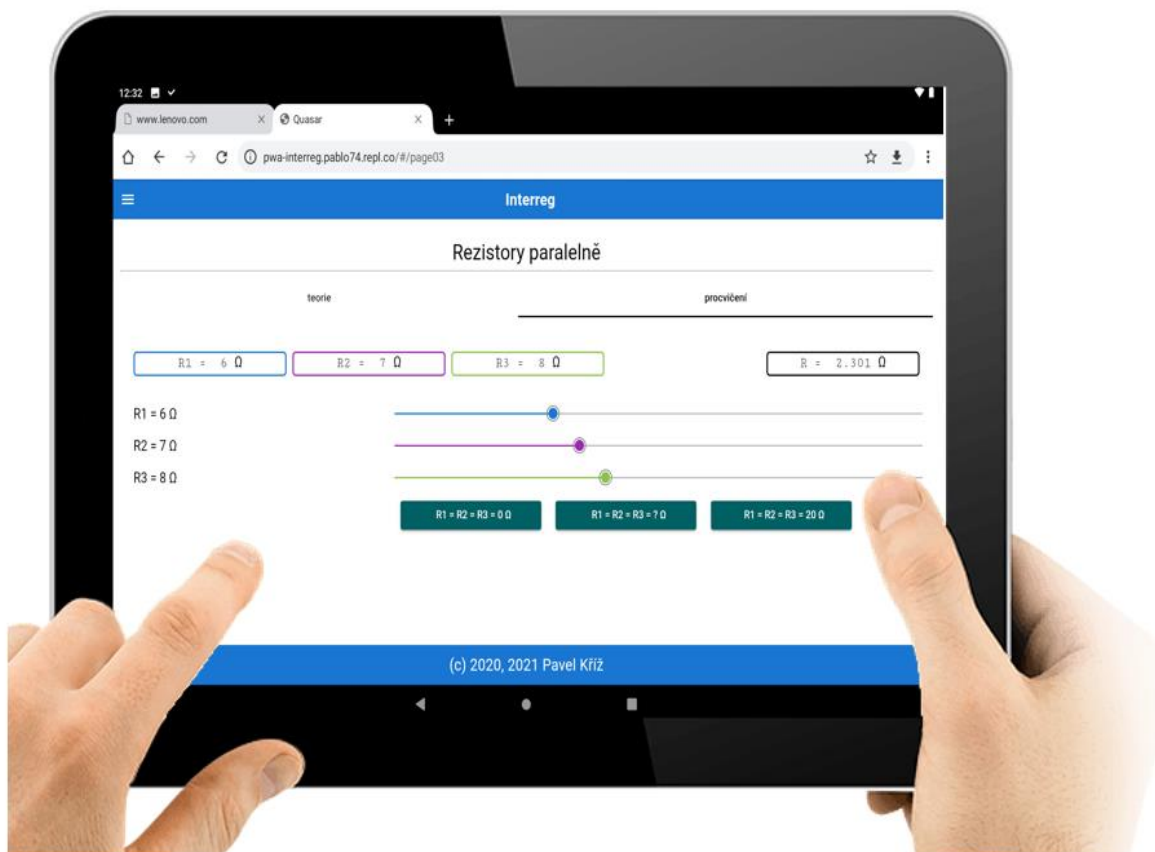 12:32
www.lenovo.com × Quasar × +
pwa-interreg.pablo74.repl.co/#/page03
Interreg
Rezistory paralelně
teorie procvičení
R1 = 6 Ω R2 = 7 Ω R3 = 8 Ω R = 2.301 Ω
R1 = 6 Ω
R2 = 7 Ω
R3 = 8 Ω
R1 = R2 = R3 = 0 Ω R1 = R2 = R3 = ? Ω R1 = R2 = R3 = 20 Ω
(c) 2020, 2021 Pavel Kříž